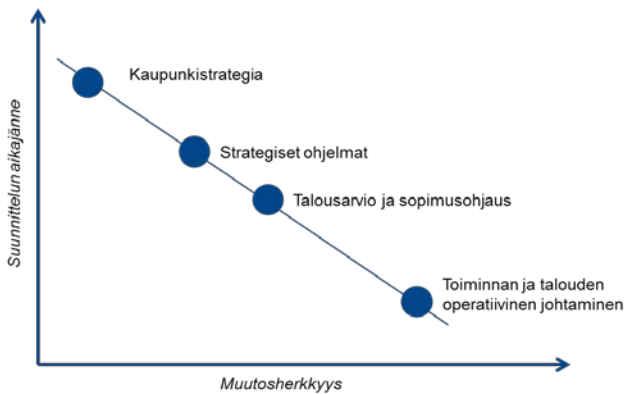 Kaupunkistrategia
Strategiset ohjelmat
Talousarvio ja sopimusohjaus
Toiminnan ja talouden
operatiivinen johtaminen
Suunnittelun aikajänne
Muutosherkkyys